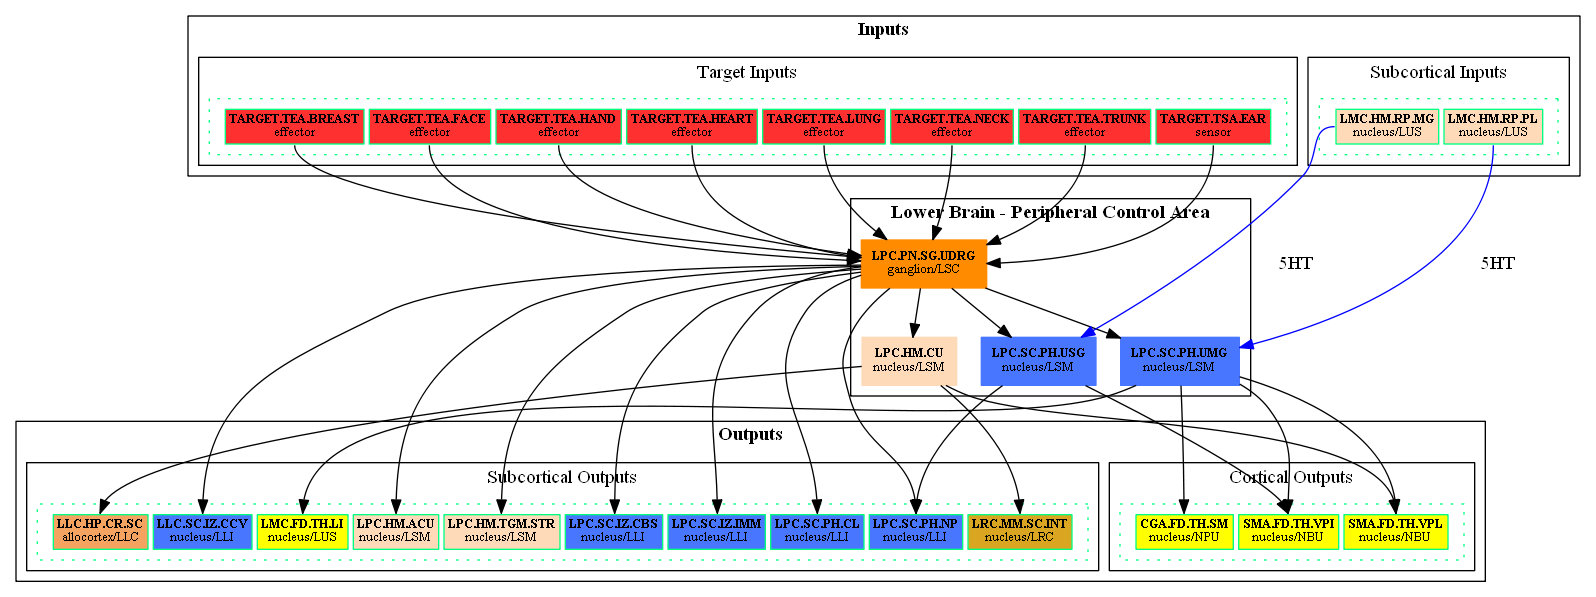 Inputs
Target Inputs
Subcortical Inputs
TARGET.TEA.BREAST
effector
TARGET.TEA.FACE
effector
TARGET.TEA.HAND
effector
TARGET.TEA.HEART
effector
TARGET.TEA.LUNG
effector
TARGET.TEA.NECK
effector
TARGET.TEA.TRUNK
effector
TARGET.TSA.EAR
sensor
LMC.HM.RP.MG
nucleus/LUS
LMC.HM.RP.PL
nucleus/LUS
Lower Brain - Peripheral Control Area
LPC.PN.SG.UDRG
ganglion/LSC
5HT
5HT
LPC.HM.CU
nucleus/LSM
LPC.SC.PH.USG
nucleus/LSM
LPC.SC.PH.UMG
nucleus/LSM
Outputs
Subcortical Outputs
Cortical Outputs
LLC.HP.CR.SC
allocortex/LLC
LLC.SC.IZ.CCV
nucleus/LLI
LMC.FD.TH.LI
nucleus/LUS
LPC.HM.ACU
nucleus/LSM
LPC.HM.TGM.STR
nucleus/LSM
LPC.SC.IZ.CBS
nucleus/LLI
LPC.SC.IZ.IMM
nucleus/LLI
LPC.SC.PH.CL
nucleus/LLI
LPC.SC.PH.NP
nucleus/LLI
LRC.MM.SC.INT
nucleus/LRC
CGA.FD.TH.SM
nucleus/NPU
SMA.FD.TH.VPI
nucleus/NBU
SMA.FD.TH.VPL
nucleus/NBU